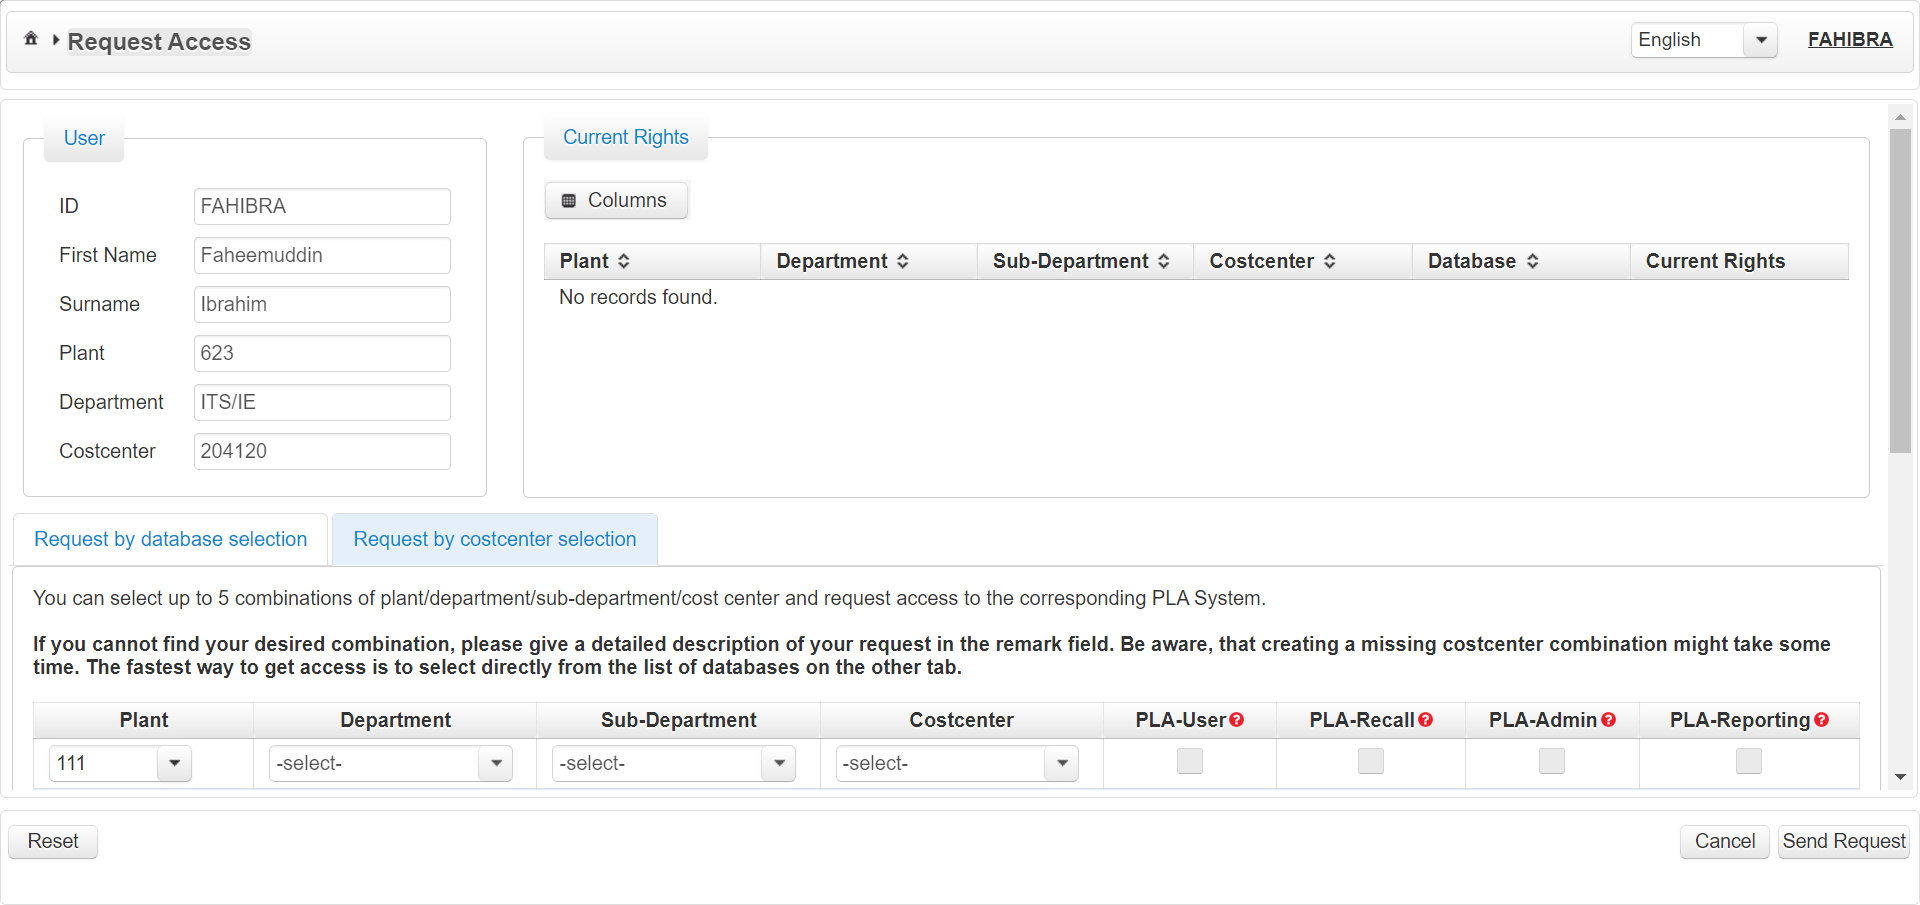 Request Access
English
FAHIBRA
User
ID
FAHIBRA
First Name
Faheemuddin
Surname
Ibrahim
Plant
623
Department
ITS/IE
Costcenter
204120
Current Rights
Columns
Plant Department Sub-Department Costcenter Database Current Rights
No records found.
Request by database selection
Request by costcenter selection
You can select up to 5 combinations of plant/department/sub-department/cost center and request access to the corresponding PLA System.
If you cannot find your desired combination, please give a detailed description of your request in the remark field. Be aware, that creating a missing costcenter combination might take some
time. The fastest way to get access is to select directly from the list of databases on the other tab.
Plant Department Sub-Department Costcenter PLA-User? PLA-Recall? PLA-Admin? PLA-Reporting?
111 -select- -select- -select-
Reset
Cancel
Send Request